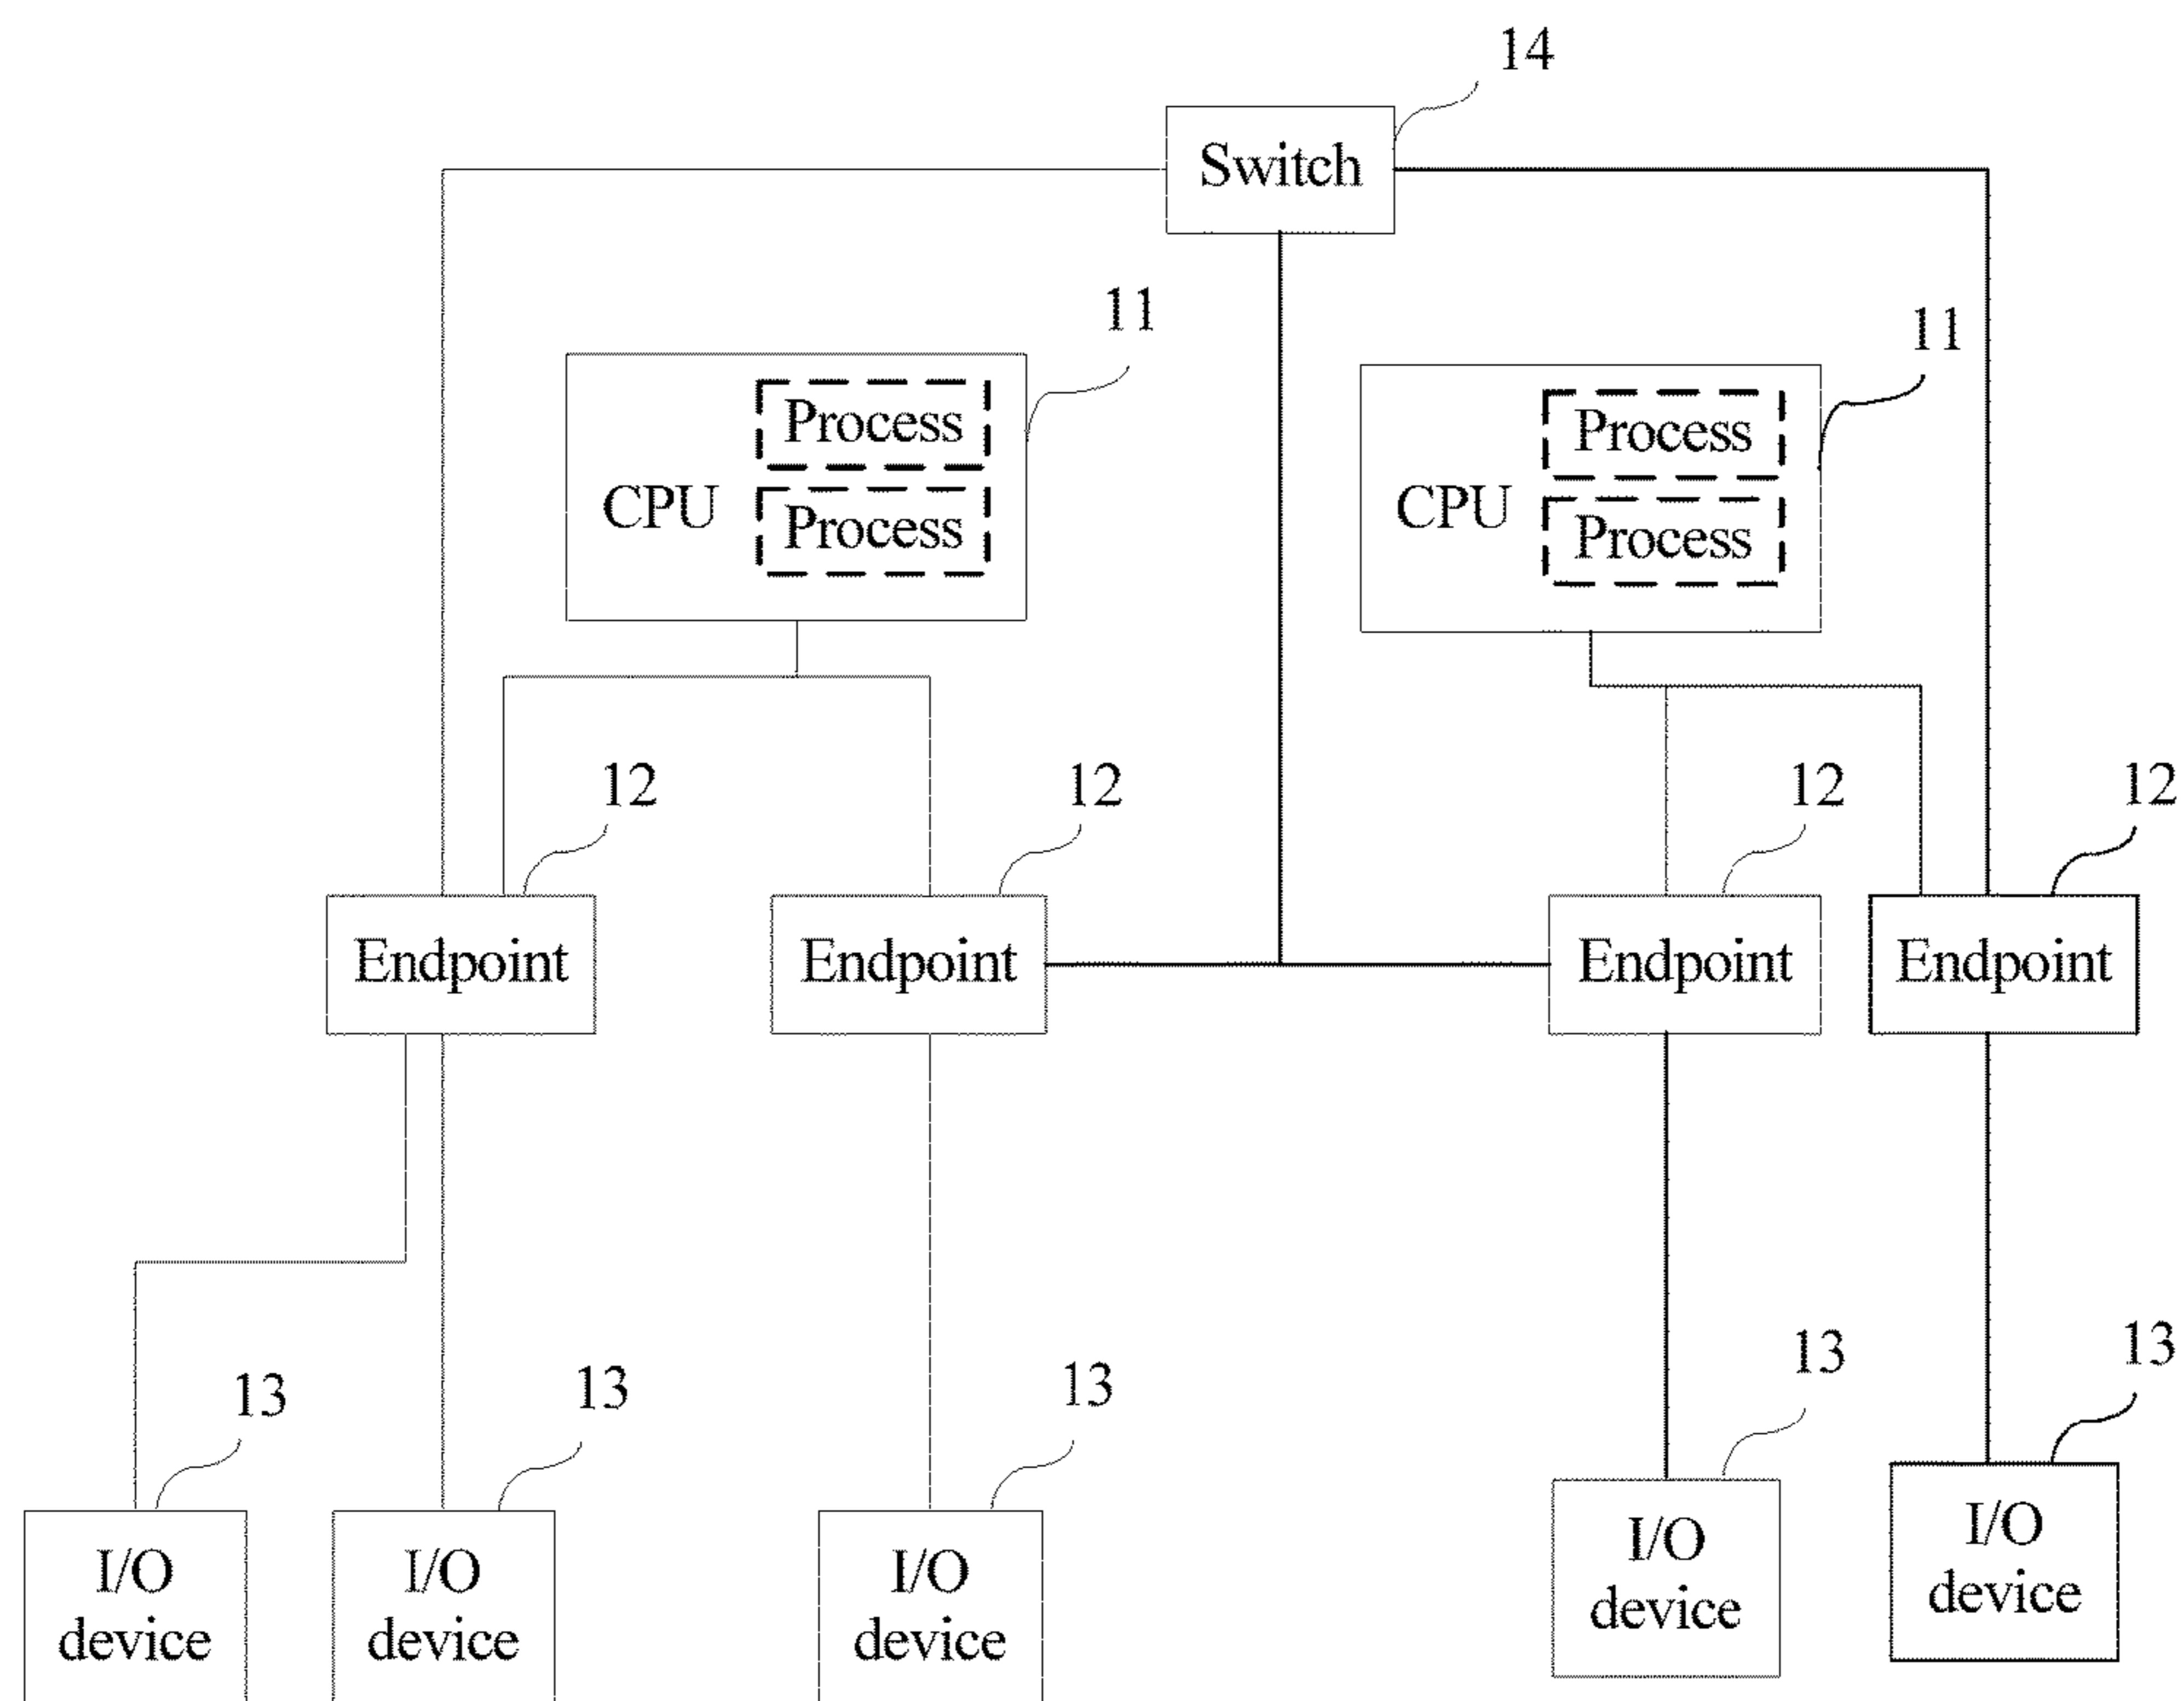 14
Switch
11
11
Process
Process
CPU
Process
Process
CPU
12
12
12
12
Endpoint
Endpoint
Endpoint
Endpoint
13
13
13
13
13
I/O
device
I/O
device
I/O
device
I/O
device
I/O
device